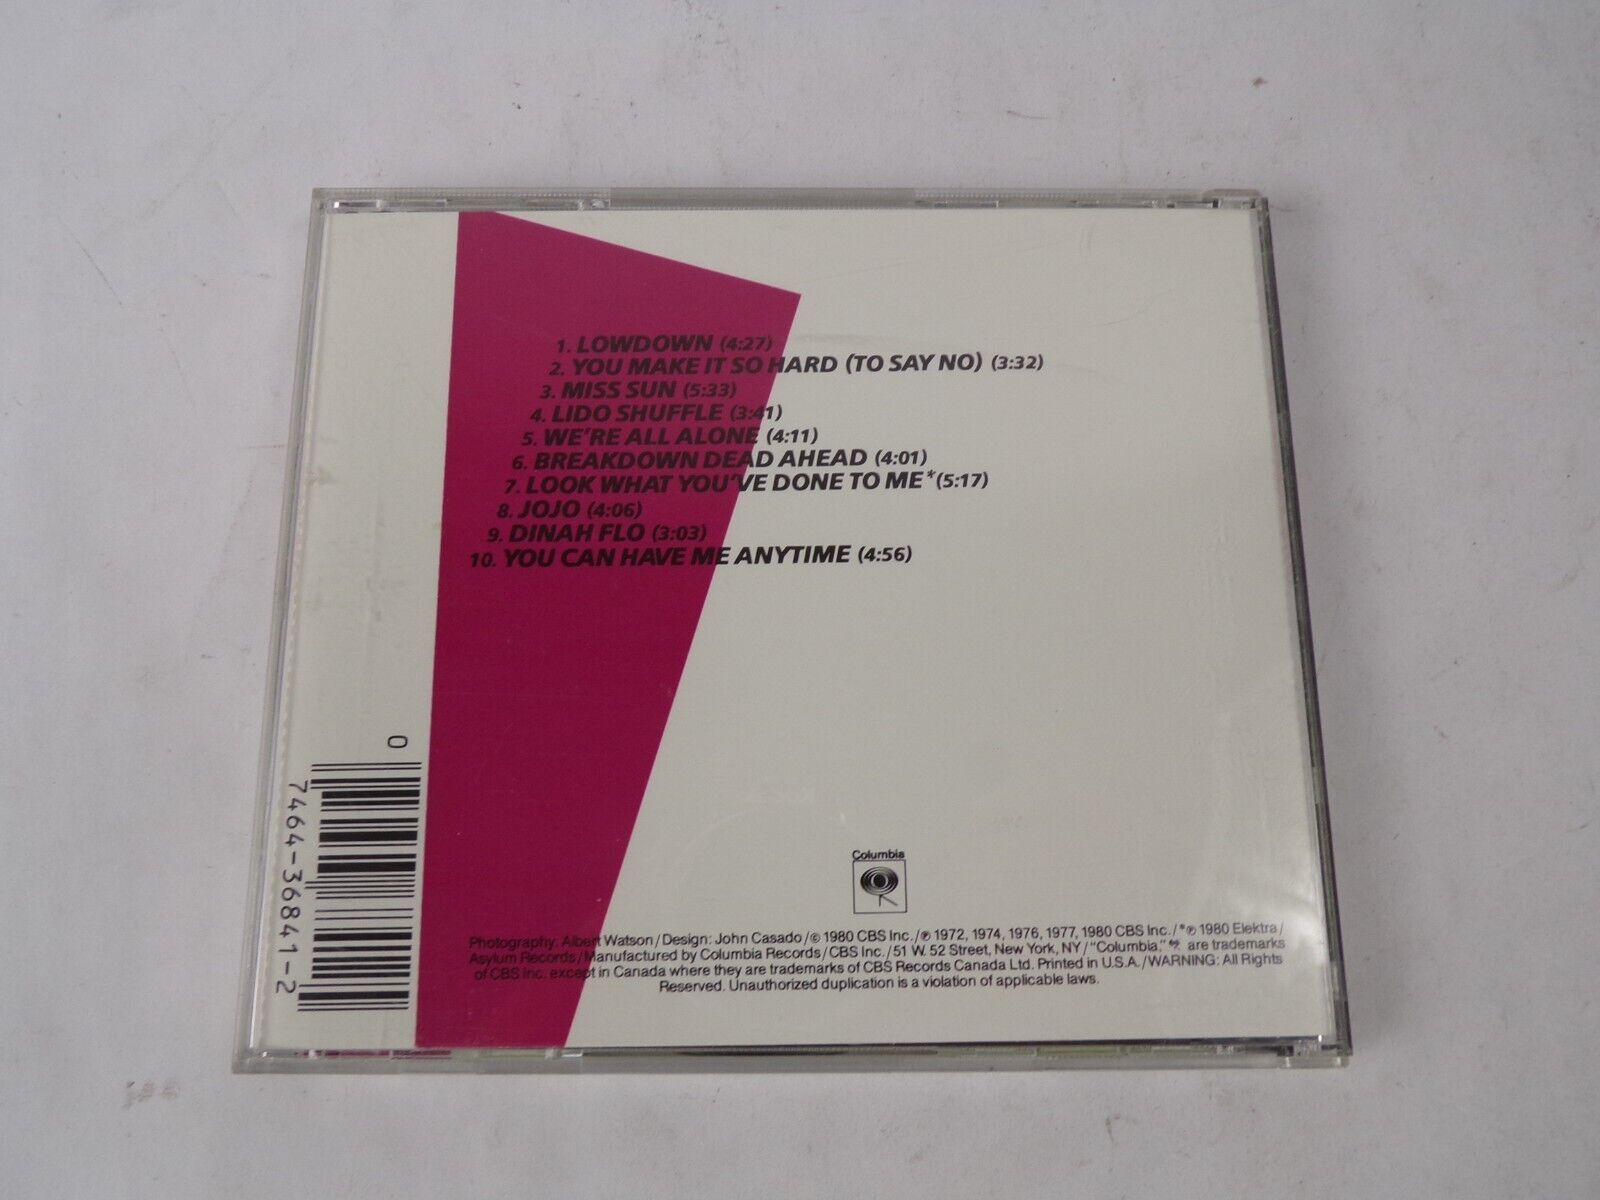 1. LOWDOWN (4:27)
2. YOU MAKE IT SO HARD (TO SAY NO) (3:32)
3. MISS SUN (5:33)
4. LIDO SHUFFLE (3:41)
5. WE'RE ALL ALONE (4:11)
6. BREAKDOWN DEAD AHEAD (4:01)
7. LOOK WHAT YOU'VE DONE TO ME* (5:17)
8. JOJO (4:06)
9. DINAH FLO (3:03)
10. YOU CAN HAVE ME ANYTIME (4:56)
0
7464-36841-2
Columbia
Photography: Albert Watson/Design: John Casado/© 1980 CBS Inc./℗ 1972, 1974, 1976, 1977, 1980 CBS Inc./*℗ 1980 Elektra/
Asylum Records/Manufactured by Columbia Records/CBS Inc./51 W. 52 Street, New York, NY/"Columbia," are trademarks
of CBS Inc. except in Canada where they are trademarks of CBS Records Canada Ltd. Printed in U.S.A./WARNING: All Rights
Reserved. Unauthorized duplication is a violation of applicable laws.